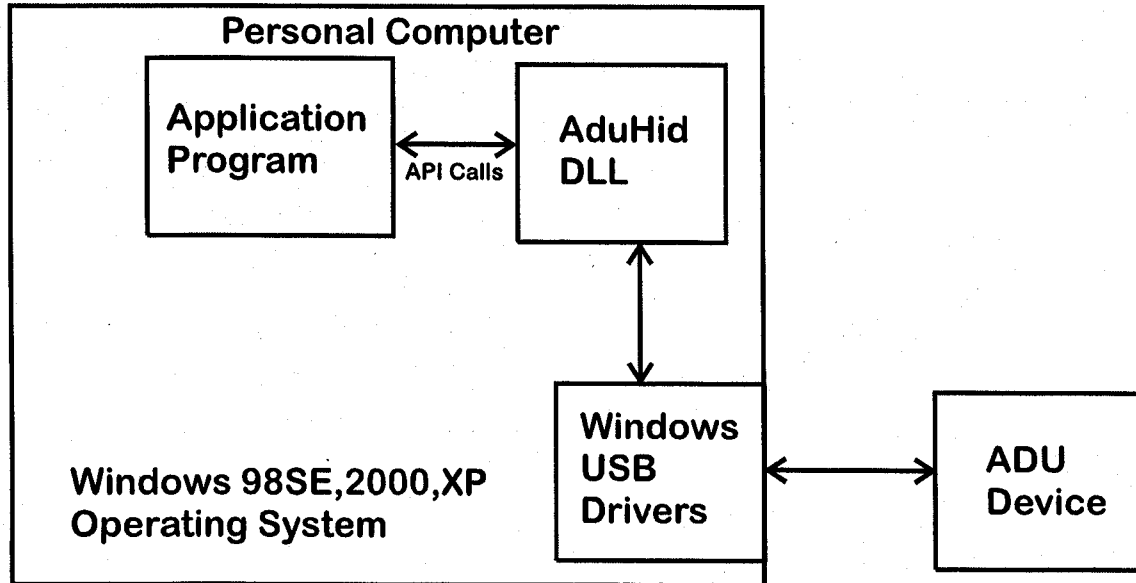 Personal Computer
Application
Program
API Calls
AduHid
DLL
Windows
USB
Drivers
ADU
Device
Windows 98SE,2000,XP
Operating System